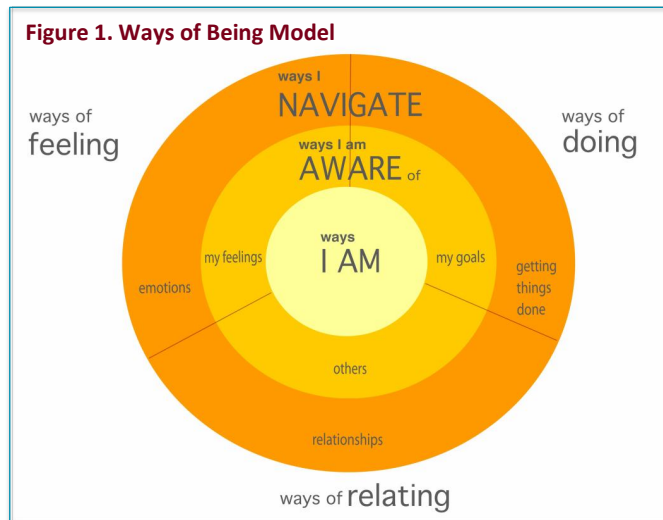 Figure 1. Ways of Being Model
ways I
NAVIGATE
ways of
feeling
ways of
doing
ways I am
AWARE of
ways
I AM
my feelings
my goals
emotions
getting
things
done
others
relationships
ways of relating